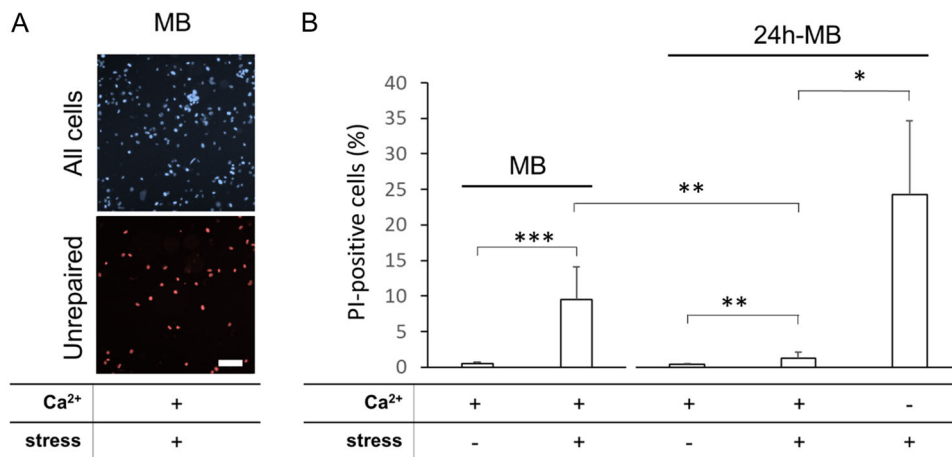 A
MB
All cells
Unrepaired
Ca²⁺ +
stress +
B
24h-MB
MB
PI-positive cells (%)
40
35
30
25
20
15
10
5
0
***
**
**
*
Ca²⁺ + + + + -
stress - + - + +